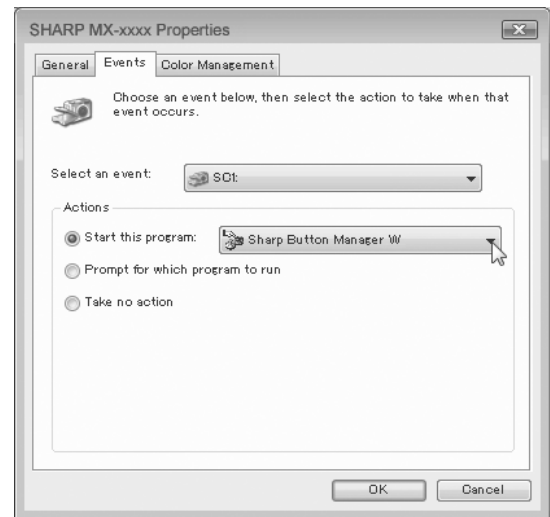 SHARP MX-xxxx Properties
General Events Color Management
Choose an event below, then select the action to take when that
event occurs.
Select an event: SC1:
Actions
Start this program: Sharp Button Manager W
Prompt for which program to run
Take no action
OK Cancel